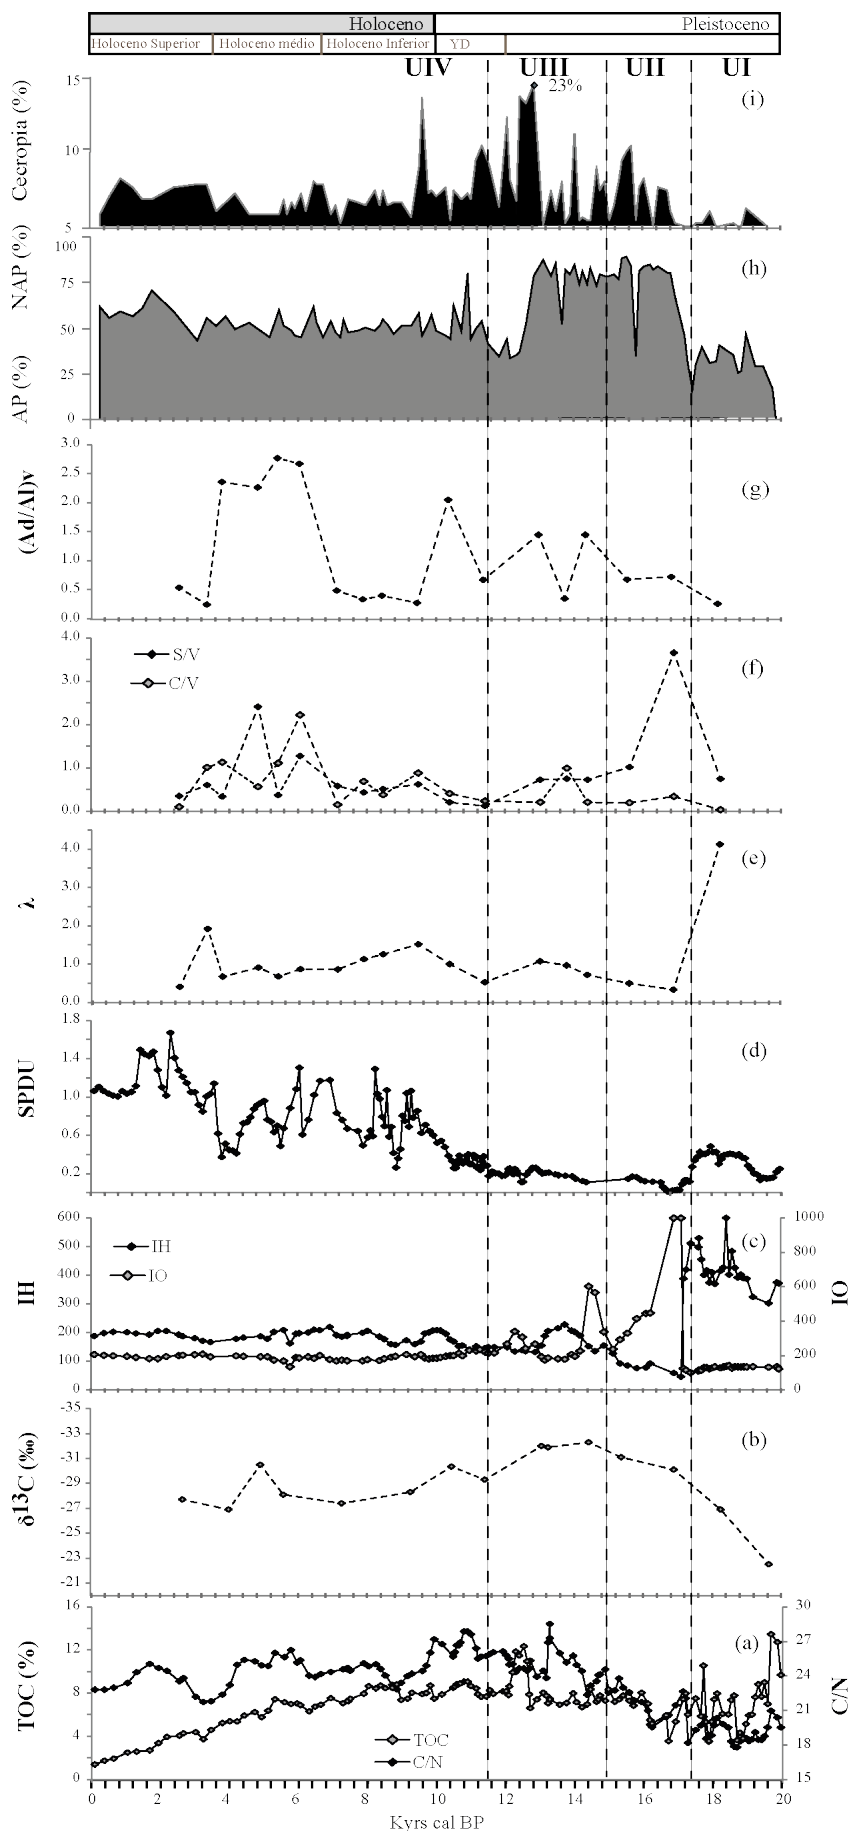 Holoceno Pleistoceno
Holoceno Superior Holoceno médio Holoceno Inferior YD
UIV UIII UII UI
Cecropia (%)
15
10
5
23%
(i)
AP (%) NAP (%)
100
75
50
25
0
(h)
(Ad/Al)v
3.0
2.5
2.0
1.5
1.0
0.5
0.0
(g)
4.0
3.0
2.0
1.0
0.0
S/V
C/V
(f)
λ
4.0
3.0
2.0
1.0
0.0
(e)
SPDU
1.8
1.4
1.0
0.6
0.2
(d)
IH
600
500
400
300
200
100
0
IH
IO
(c)
1000
800
600
400
200
0
IO
δ13C (‰)
-35
-33
-31
-29
-27
-25
-23
-21
(b)
TOC (%)
16
12
8
4
0
TOC
C/N
(a)
30
27
24
21
18
15
C/N
0 2 4 6 8 10 12 14 16 18 20
Kyrs cal BP